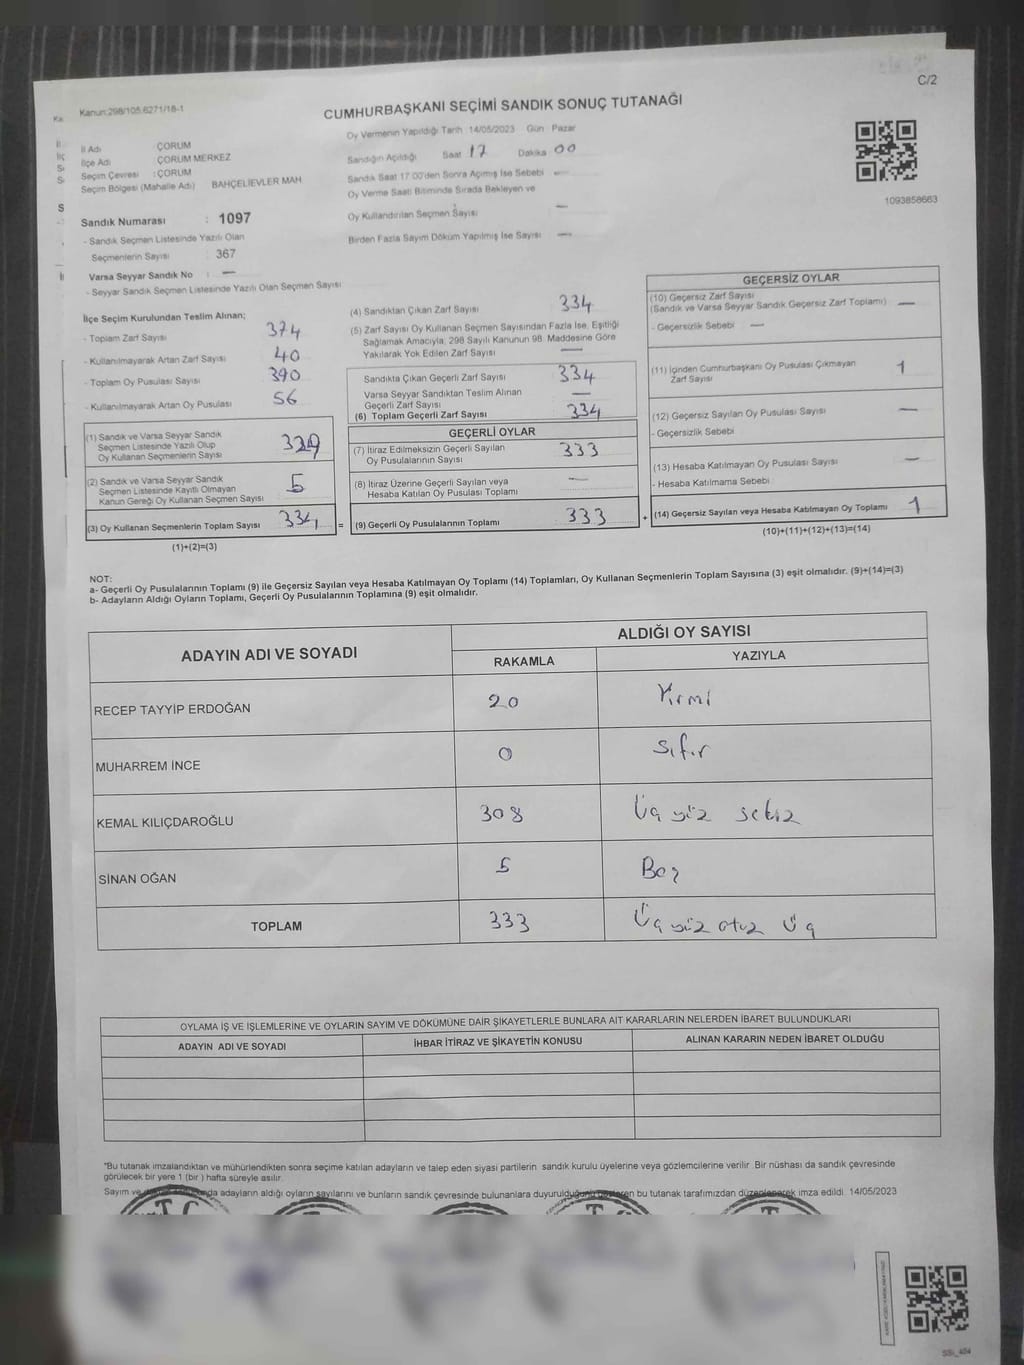 C/2
Kanun:298/105.6271/18-1
CUMHURBAŞKANI SEÇİMİ SANDIK SONUÇ TUTANAĞI
Oy Vermenin Yapıldığı Tarih 14/05/2023 Gün Pazar
İl Adı ÇORUM
İlçe Adı ÇORUM MERKEZ
Seçim Çevresi : ÇORUM
Seçim Bölgesi (Mahalle Adı) BAHÇELİEVLER MAH.
Sandığın Açıldığı Saat 17 Dakika 00
Sandık Saat 17.00'den Sonra Açımış İse Sebebi —
Oy Verme Saati Bitiminde Sırada Bekleyen ve
Oy Kullandırılan Seçmen Sayısı —
Birden Fazla Sayım Döküm Yapılmış İse Sayısı —
1093858663
Sandık Numarası : 1097
- Sandık Seçmen Listesinde Yazılı Olan
Seçmenlerin Sayısı : 367
Varsa Seyyar Sandık No : —
- Seyyar Sandık Seçmen Listesinde Yazılı Olan Seçmen Sayısı
İlçe Seçim Kurulundan Teslim Alınan;
- Toplam Zarf Sayısı 374
- Kullanılmayarak Artan Zarf Sayısı 40
- Toplam Oy Pusulası Sayısı 390
- Kullanılmayarak Artan Oy Pusulası 56
(1) Sandık ve Varsa Seyyar Sandık
Seçmen Listesinde Yazılı Olup
Oy Kullanan Seçmenlerin Sayısı 329
(2) Sandık ve Varsa Seyyar Sandık
Seçmen Listesinde Kayıtlı Olmayan
Kanun Gereği Oy Kullanan Seçmen Sayısı 5
(3) Oy Kullanan Seçmenlerin Toplam Sayısı 334
(1)+(2)=(3)
(4) Sandıktan Çıkan Zarf Sayısı 334
(5) Zarf Sayısı Oy Kullanan Seçmen Sayısından Fazla İse, Eşitliği
Sağlamak Amacıyla, 298 Sayılı Kanunun 98. Maddesine Göre
Yakılarak Yok Edilen Zarf Sayısı —
Sandıkta Çıkan Geçerli Zarf Sayısı 334
Varsa Seyyar Sandıktan Teslim Alınan
Geçerli Zarf Sayısı —
(6) Toplam Geçerli Zarf Sayısı 334
GEÇERLİ OYLAR
(7) İtiraz Edilmeksizin Geçerli Sayılan
Oy Pusulalarının Sayısı 333
(8) İtiraz Üzerine Geçerli Sayılan veya
Hesaba Katılan Oy Pusulası Toplamı —
= (9) Geçerli Oy Pusulalarının Toplamı 333
GEÇERSİZ OYLAR
(10) Geçersiz Zarf Sayısı
(Sandık ve Varsa Seyyar Sandık Geçersiz Zarf Toplamı) —
- Geçersizlik Sebebi —
(11) İçinden Cumhurbaşkanı Oy Pusulası Çıkmayan
Zarf Sayısı 1
(12) Geçersiz Sayılan Oy Pusulası Sayısı —
- Geçersizlik Sebebi
(13) Hesaba Katılmayan Oy Pusulası Sayısı —
- Hesaba Katılmama Sebebi
+ (14) Geçersiz Sayılan veya Hesaba Katılmayan Oy Toplamı 1
(10)+(11)+(12)+(13)=(14)
NOT:
a- Geçerli Oy Pusulalarının Toplamı (9) ile Geçersiz Sayılan veya Hesaba Katılmayan Oy Toplamı (14) Toplamları, Oy Kullanan Seçmenlerin Toplam Sayısına (3) eşit olmalıdır. (9)+(14)=(3)
b- Adayların Aldığı Oyların Toplamı, Geçerli Oy Pusulalarının Toplamına (9) eşit olmalıdır.
ADAYIN ADI VE SOYADI ALDIĞI OY SAYISI
RAKAMLA YAZIYLA
RECEP TAYYİP ERDOĞAN 20 Yirmi
MUHARREM İNCE 0 Sıfır
KEMAL KILIÇDAROĞLU 308 Üç yüz sekiz
SİNAN OĞAN 5 Beş
TOPLAM 333 Üç yüz otuz üç
OYLAMA İŞ VE İŞLEMLERİNE VE OYLARIN SAYIM VE DÖKÜMÜNE DAİR ŞİKAYETLERLE BUNLARA AİT KARARLARIN NELERDEN İBARET BULUNDUKLARI
ADAYIN ADI VE SOYADI İHBAR İTİRAZ VE ŞİKAYETİN KONUSU ALINAN KARARIN NEDEN İBARET OLDUĞU
*Bu tutanak imzalandıktan ve mühürlendikten sonra seçime katılan adayların ve talep eden siyasi partilerin sandık kurulu üyelerine veya gözlemcilerine verilir. Bir nüshası da sandık çevresinde
görülecek bir yere 1 (bir) hafta süreyle asılır.
Sayım ve adayların aldığı oyların sayılarını ve bunların sandık çevresinde bulunanlara duyurulduğunu gösteren bu tutanak tarafımızdan düzenlenerek imza edildi. 14/05/2023
T.C.
SSı_404